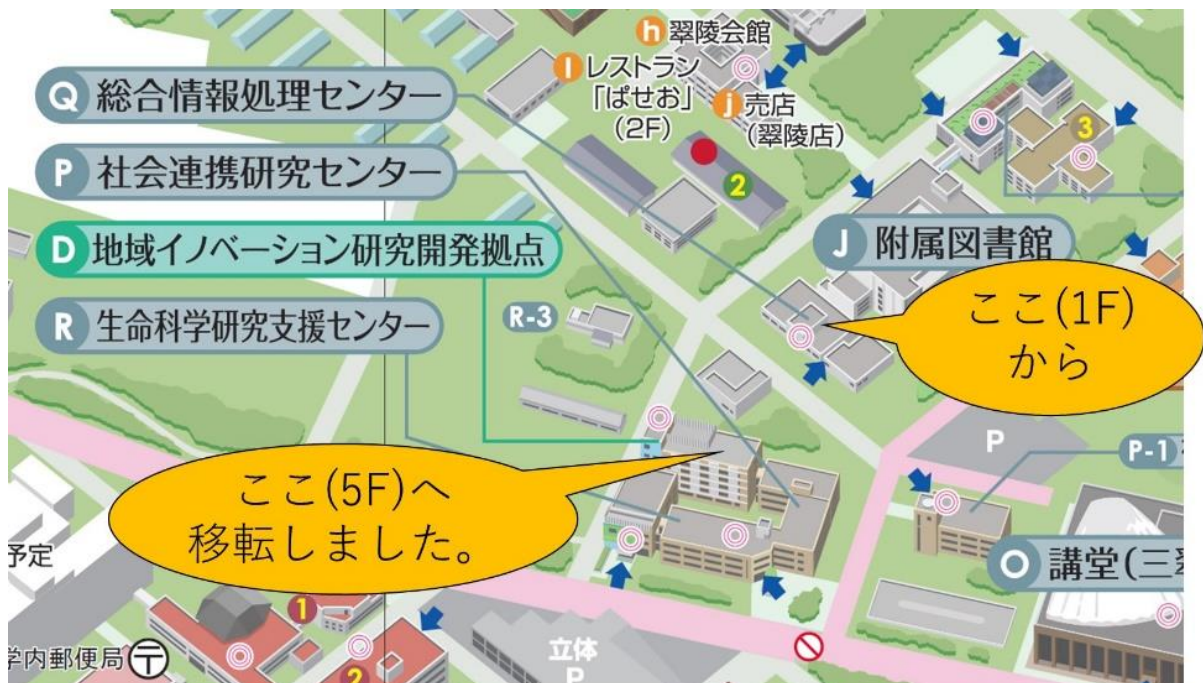 h 翠陵会館
i レストラン
「ぱせお」
(2F)
j 売店
(翠陵店)
Q 総合情報処理センター
P 社会連携研究センター
D 地域イノベーション研究開発拠点
R 生命科学研究支援センター
3
2
J 附属図書館
R-3
ここ(1F)
から
P
P-1
ここ(5F)へ
移転しました。
予定
O 講堂(三
1
2
学内郵便局
〒
立体
P